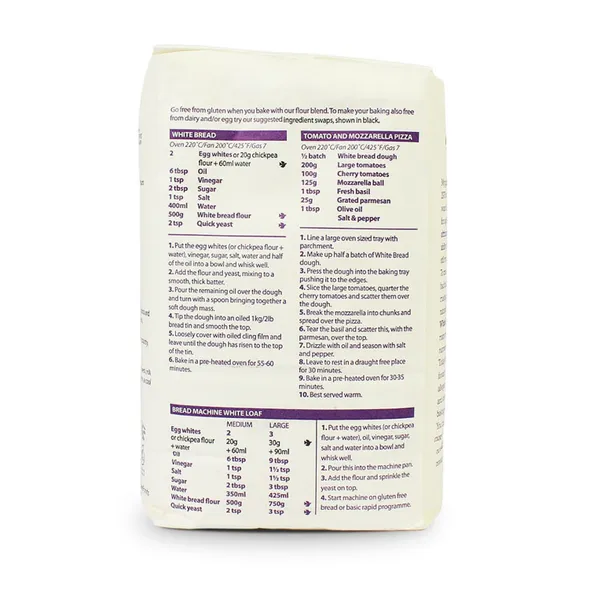 Go free from gluten when you bake with our flour blend. To make your baking also free
from dairy and/or egg try our suggested ingredient swaps, shown in black.
WHITE BREAD
Oven 220°C/Fan 200°C/425°F/Gas 7
2 Egg whites or 20g chickpea
flour + 60ml water
6 tbsp Oil
1 tsp Vinegar
2 tbsp Sugar
1 tsp Salt
400ml Water
500g White bread flour
2 tsp Quick yeast
1. Put the egg whites (or chickpea flour +
water), vinegar, sugar, salt, water and half
of the oil into a bowl and whisk well.
2. Add the flour and yeast, mixing to a
smooth, thick batter.
3. Pour the remaining oil over the dough
and turn with a spoon bringing together a
soft dough mass.
4. Tip the dough into an oiled 1kg/2lb
bread tin and smooth the top.
5. Loosely cover with oiled cling film and
leave until the dough has risen to the top
of the tin.
6. Bake in a pre-heated oven for 55-60
minutes.
TOMATO AND MOZZARELLA PIZZA
Oven 220°C/Fan 200°C/425°F/Gas 7
½ batch White bread dough
200g Large tomatoes
100g Cherry tomatoes
125g Mozzarella ball
1 tbsp Fresh basil
25g Grated parmesan
1 tbsp Olive oil
Salt & pepper
1. Line a large oven sized tray with
parchment.
2. Make up half a batch of White Bread
dough.
3. Press the dough into the baking tray
pushing it to the edges.
4. Slice the large tomatoes, quarter the
cherry tomatoes and scatter them over
the dough.
5. Break the mozzarella into chunks and
spread over the pizza.
6. Tear the basil and scatter this, with the
parmesan, over the top.
7. Drizzle with oil and season with salt
and pepper.
8. Leave to rest in a draught free place
for 30 minutes.
9. Bake in a pre-heated, oven for 30-35
minutes.
10. Best served warm.
BREAD MACHINE WHITE LOAF
MEDIUM LARGE
Egg whites 2 3
or chickpea flour 20g 30g
+ water +60ml +90ml
Oil 6 tbsp 9 tbsp
Vinegar 1 tsp 1½ tsp
Salt 1 tsp 1½ tsp
Sugar 2 tbsp 3 tbsp
Water 350ml 425ml
White bread flour 500g 750g
Quick yeast 2 tsp 3 tsp
1. Put the egg whites (or chickpea
flour + water), oil, vinegar, sugar,
salt and water into a bowl and
whisk well.
2. Pour this into the machine pan.
3. Add the flour and sprinkle the
yeast on top.
4. Start machine on gluten free
bread or basic rapid programme.